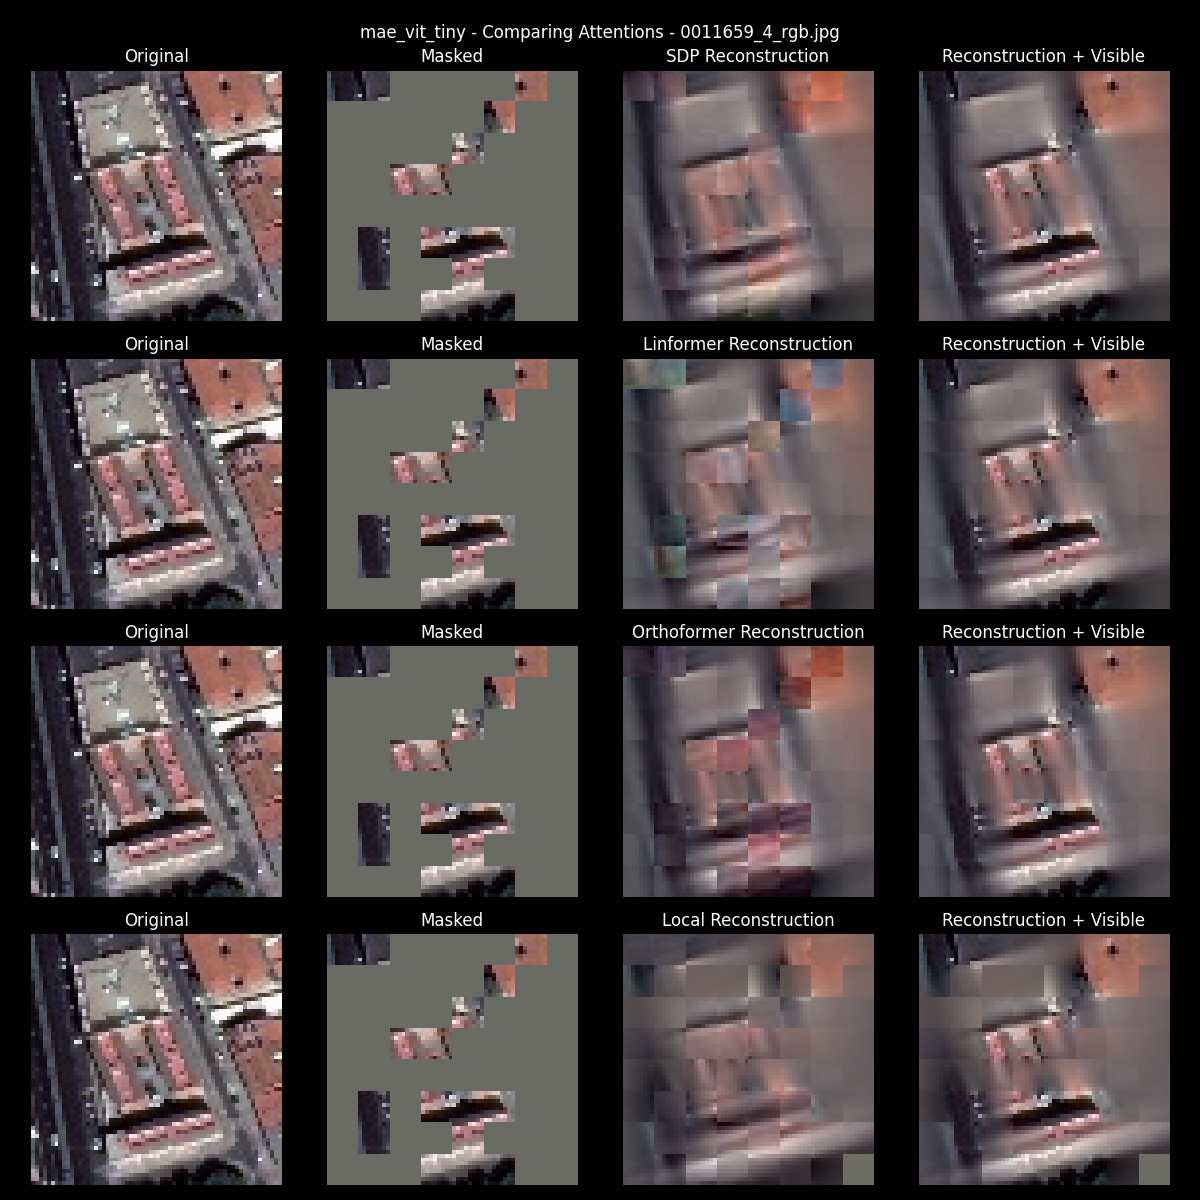 mae_vit_tiny - Comparing Attentions - 0011659_4_rgb.jpg
Original Masked SDP Reconstruction Reconstruction + Visible
Original Masked Linformer Reconstruction Reconstruction + Visible
Original Masked Orthoformer Reconstruction Reconstruction + Visible
Original Masked Local Reconstruction Reconstruction + Visible